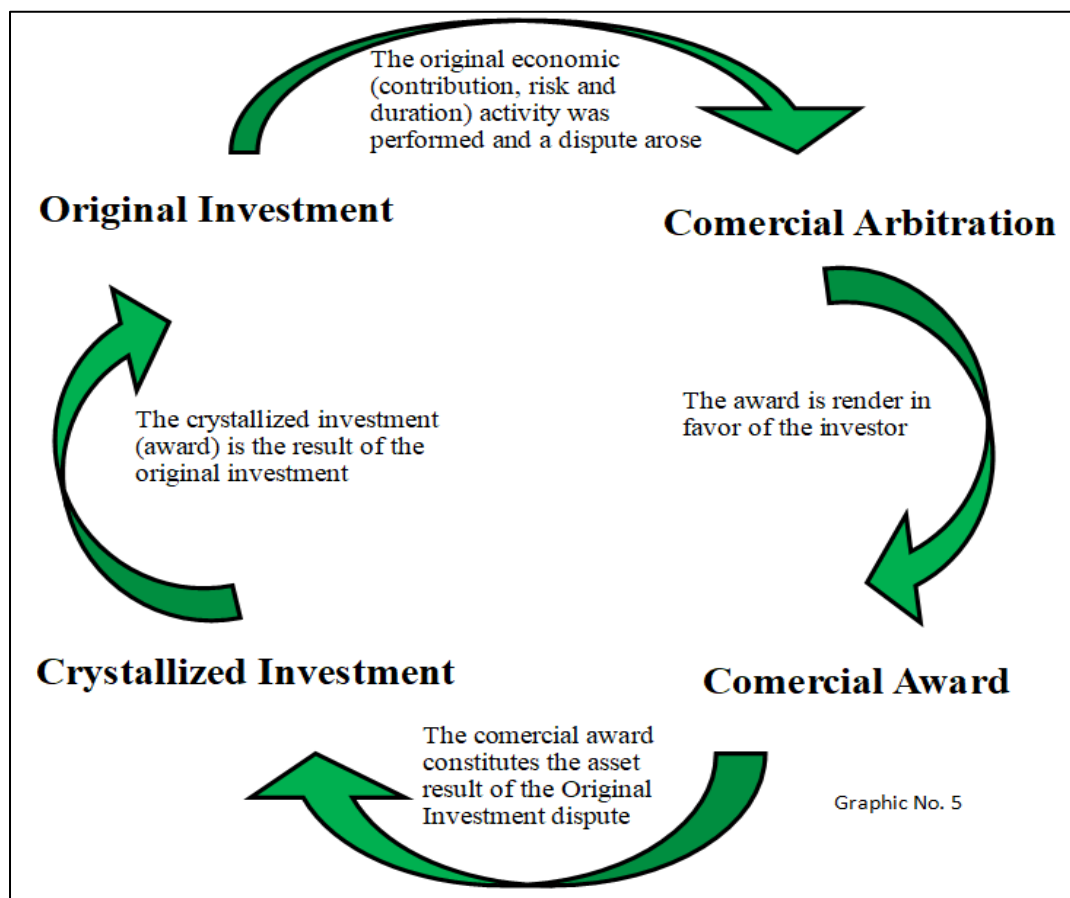 The original economic
(contribution, risk and
duration) activity was
performed and a dispute arose
Original Investment
Comercial Arbitration
The award is render in
favor of the investor
Comercial Award
The comercial award
constitutes the asset
result of the Original
Investment dispute
Crystallized Investment
The crystallized investment
(award) is the result of the
original investment
Graphic No. 5